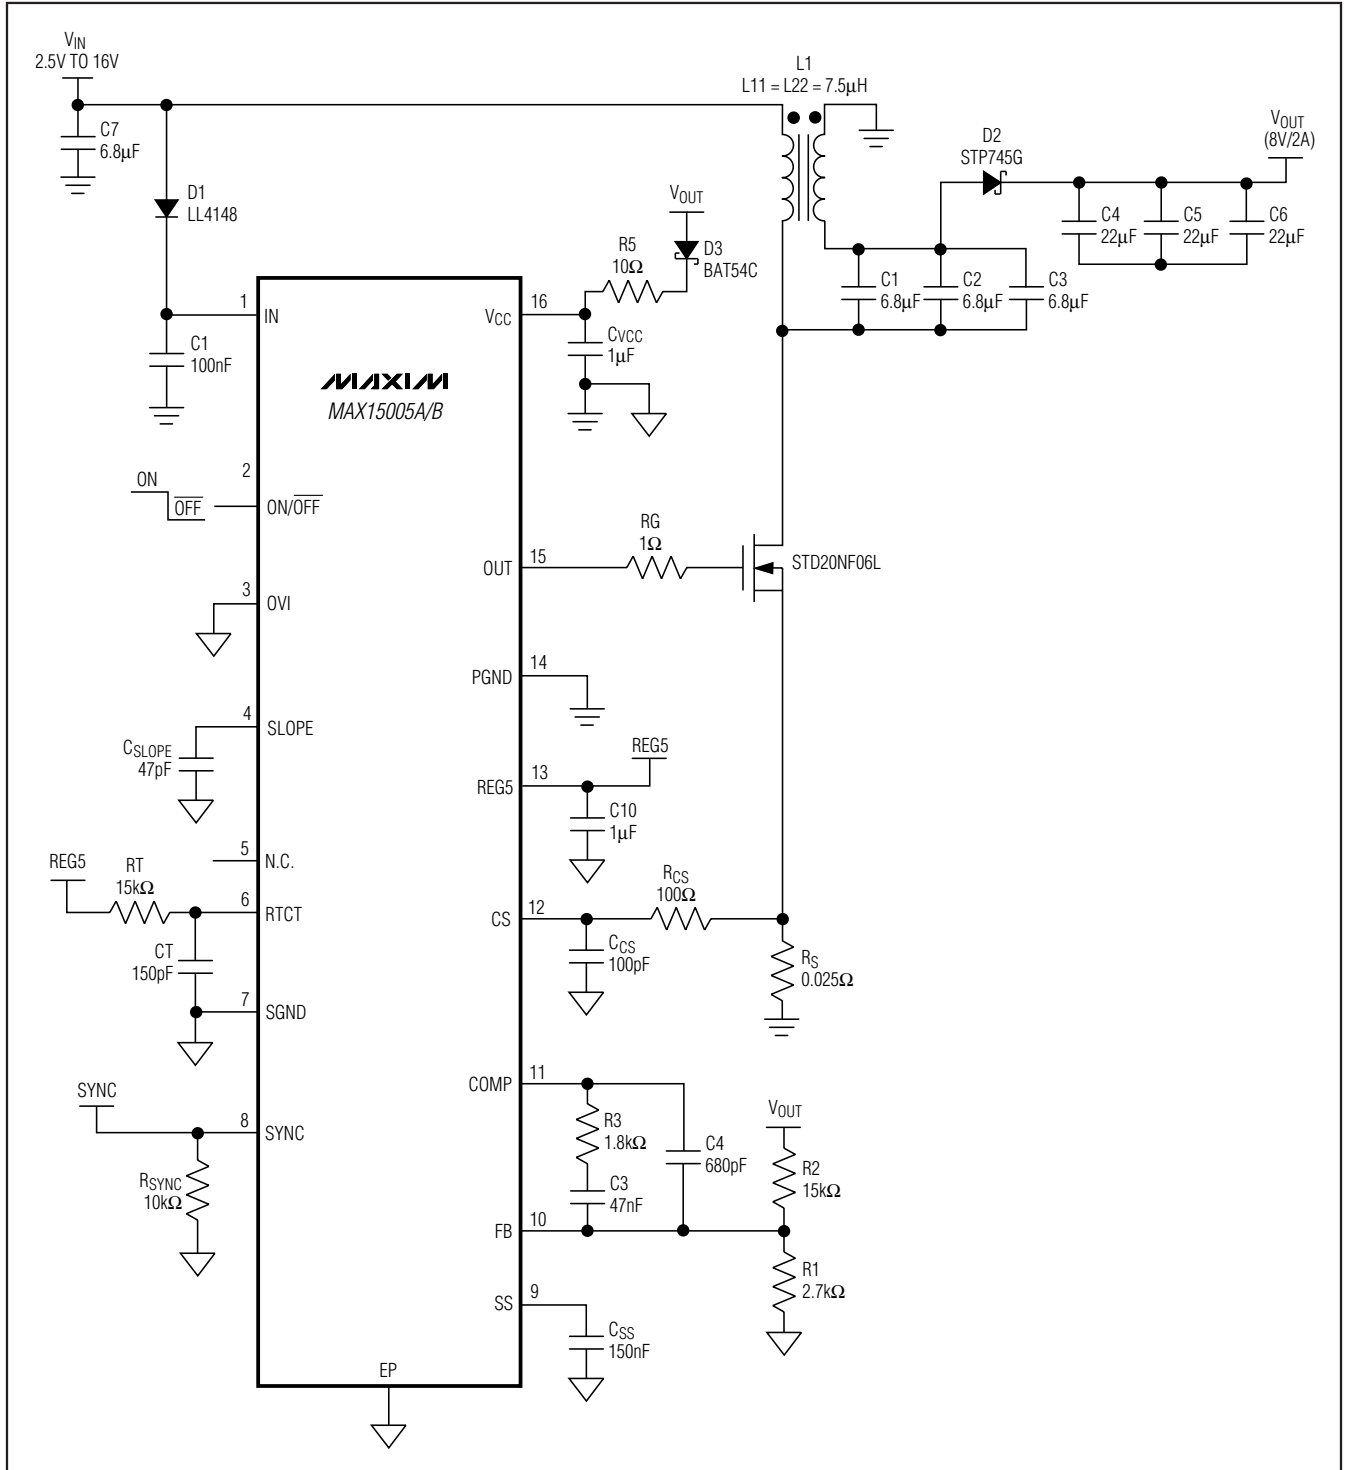 VIN
2.5V TO 16V
C7
6.8µF
D1
LL4148
C1
100nF
L1
L11 = L22 = 7.5µH
D2
STP745G
VOUT
(8V/2A)
C4
22µF
C5
22µF
C6
22µF
C1
6.8µF
C2
6.8µF
C3
6.8µF
VOUT
D3
BAT54C
R5
10Ω
CVCC
1µF
1
IN
16
VCC
MAXIM
MAX15005A/B
2
ON
OFF
ON/OFF
3
OVI
4
SLOPE
CSLOPE
47pF
5
N.C.
REG5
RT
15kΩ
6
RTCT
CT
150pF
7
SGND
SYNC
8
SYNC
RSYNC
10kΩ
EP
15
OUT
RG
1Ω
STD20NF06L
14
PGND
13
REG5
REG5
C10
1µF
12
CS
RCS
100Ω
CCS
100pF
RS
0.025Ω
11
COMP
R3
1.8kΩ
C3
47nF
C4
680pF
VOUT
R2
15kΩ
10
FB
R1
2.7kΩ
9
SS
CSS
150nF